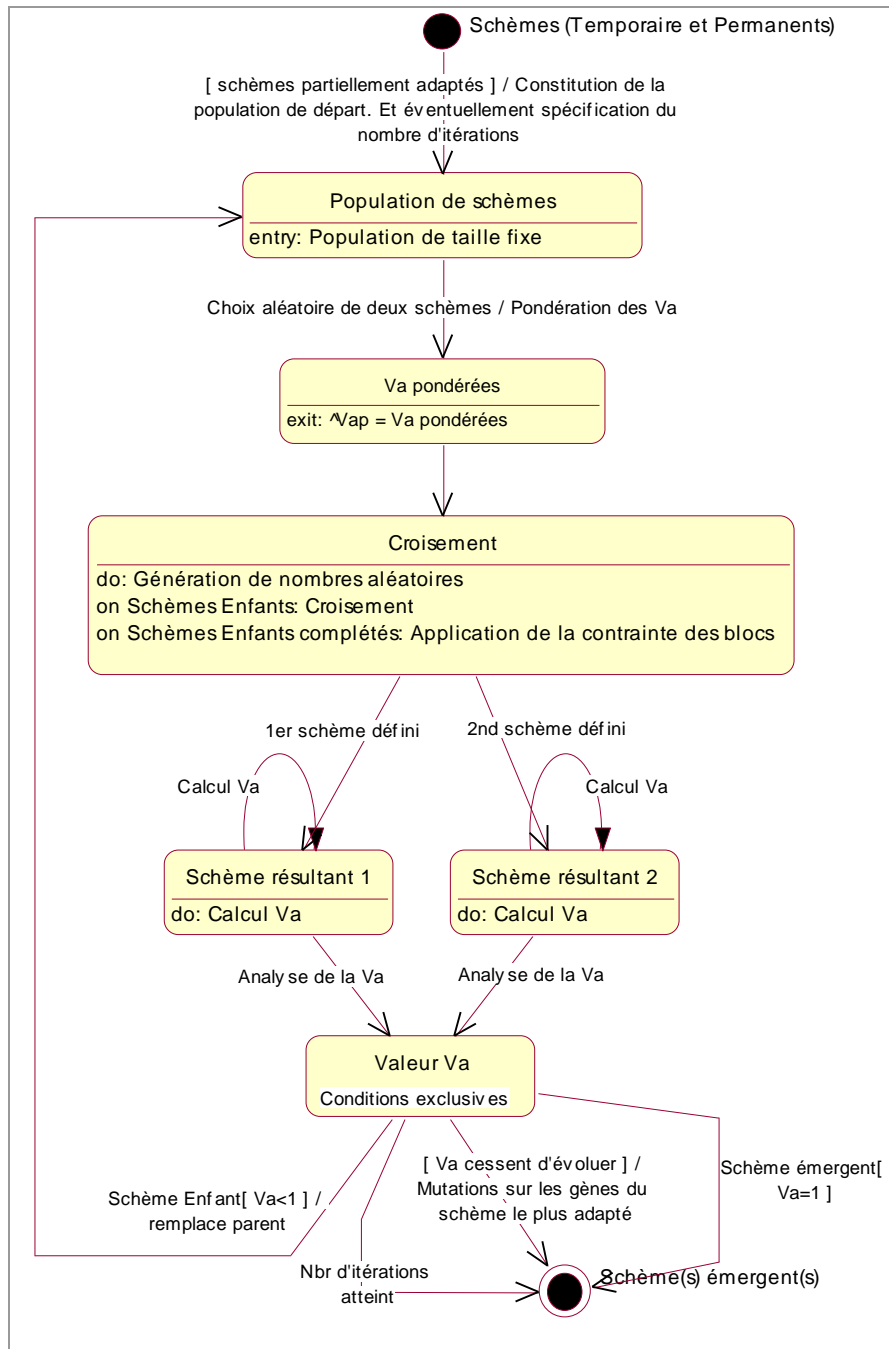 Schèmes (Temporaire et Permanents)
[ schèmes partiellement adaptés ] / Constitution de la
population de départ. Et éventuellement spécification du
nombre d'itérations
Population de schèmes
entry: Population de taille fixe
Choix aléatoire de deux schèmes / Pondération des Va
Va pondérées
exit: ^Vap = Va pondérées
Croisement
do: Génération de nombres aléatoires
on Schèmes Enfants: Croisement
on Schèmes Enfants complétés: Application de la contrainte des blocs
1er schème défini
2nd schème défini
Calcul Va
Calcul Va
Schème résultant 1
do: Calcul Va
Schème résultant 2
do: Calcul Va
Analyse de la Va
Analyse de la Va
Valeur Va
Conditions exclusives
Schème Enfant[ Va<1 ] /
remplace parent
[ Va cessent d'évoluer ] /
Mutations sur les gènes du
schème le plus adapté
Schème émergent[
Va=1 ]
Nbr d'itérations
atteint
Schème(s) émergent(s)